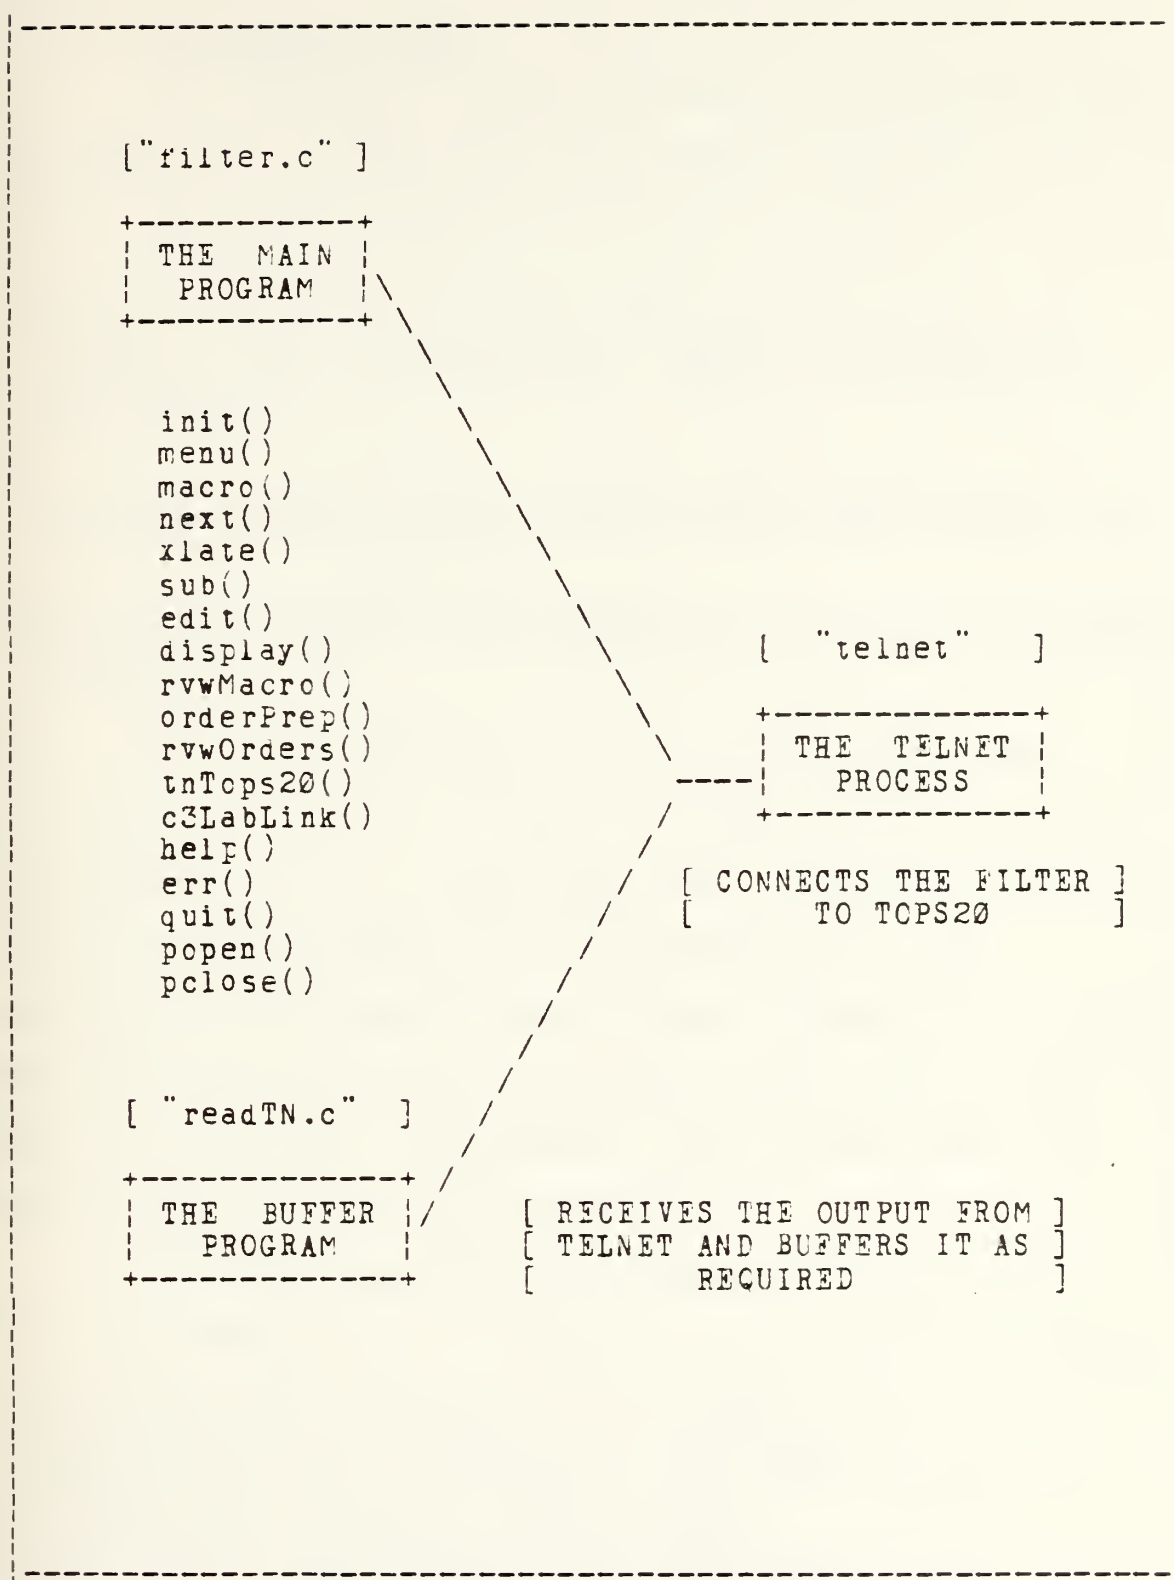 ["filter.c" ]
THE MAIN
PROGRAM
init()
menu()
macro()
next()
xlate()
sub()
edit()
display()
rvwMacro()
orderPrep()
rvwOrders()
tnTops20()
c3LabLink()
help()
err()
quit()
popen()
pclose()
[ "telnet" ]
THE TELNET
PROCESS
[ CONNECTS THE FILTER ]
[ TO TOPS20 ]
[ "readTN.c" ]
THE BUFFER
PROGRAM
[ RECEIVES THE OUTPUT FROM ]
[ TELNET AND BUFFERS IT AS ]
[ REQUIRED ]